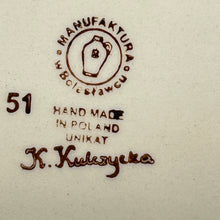 MANUFAKTURA
w Bolesławcu
51
HAND MADE
IN POLAND
UNIKAT
K. Kulczycka